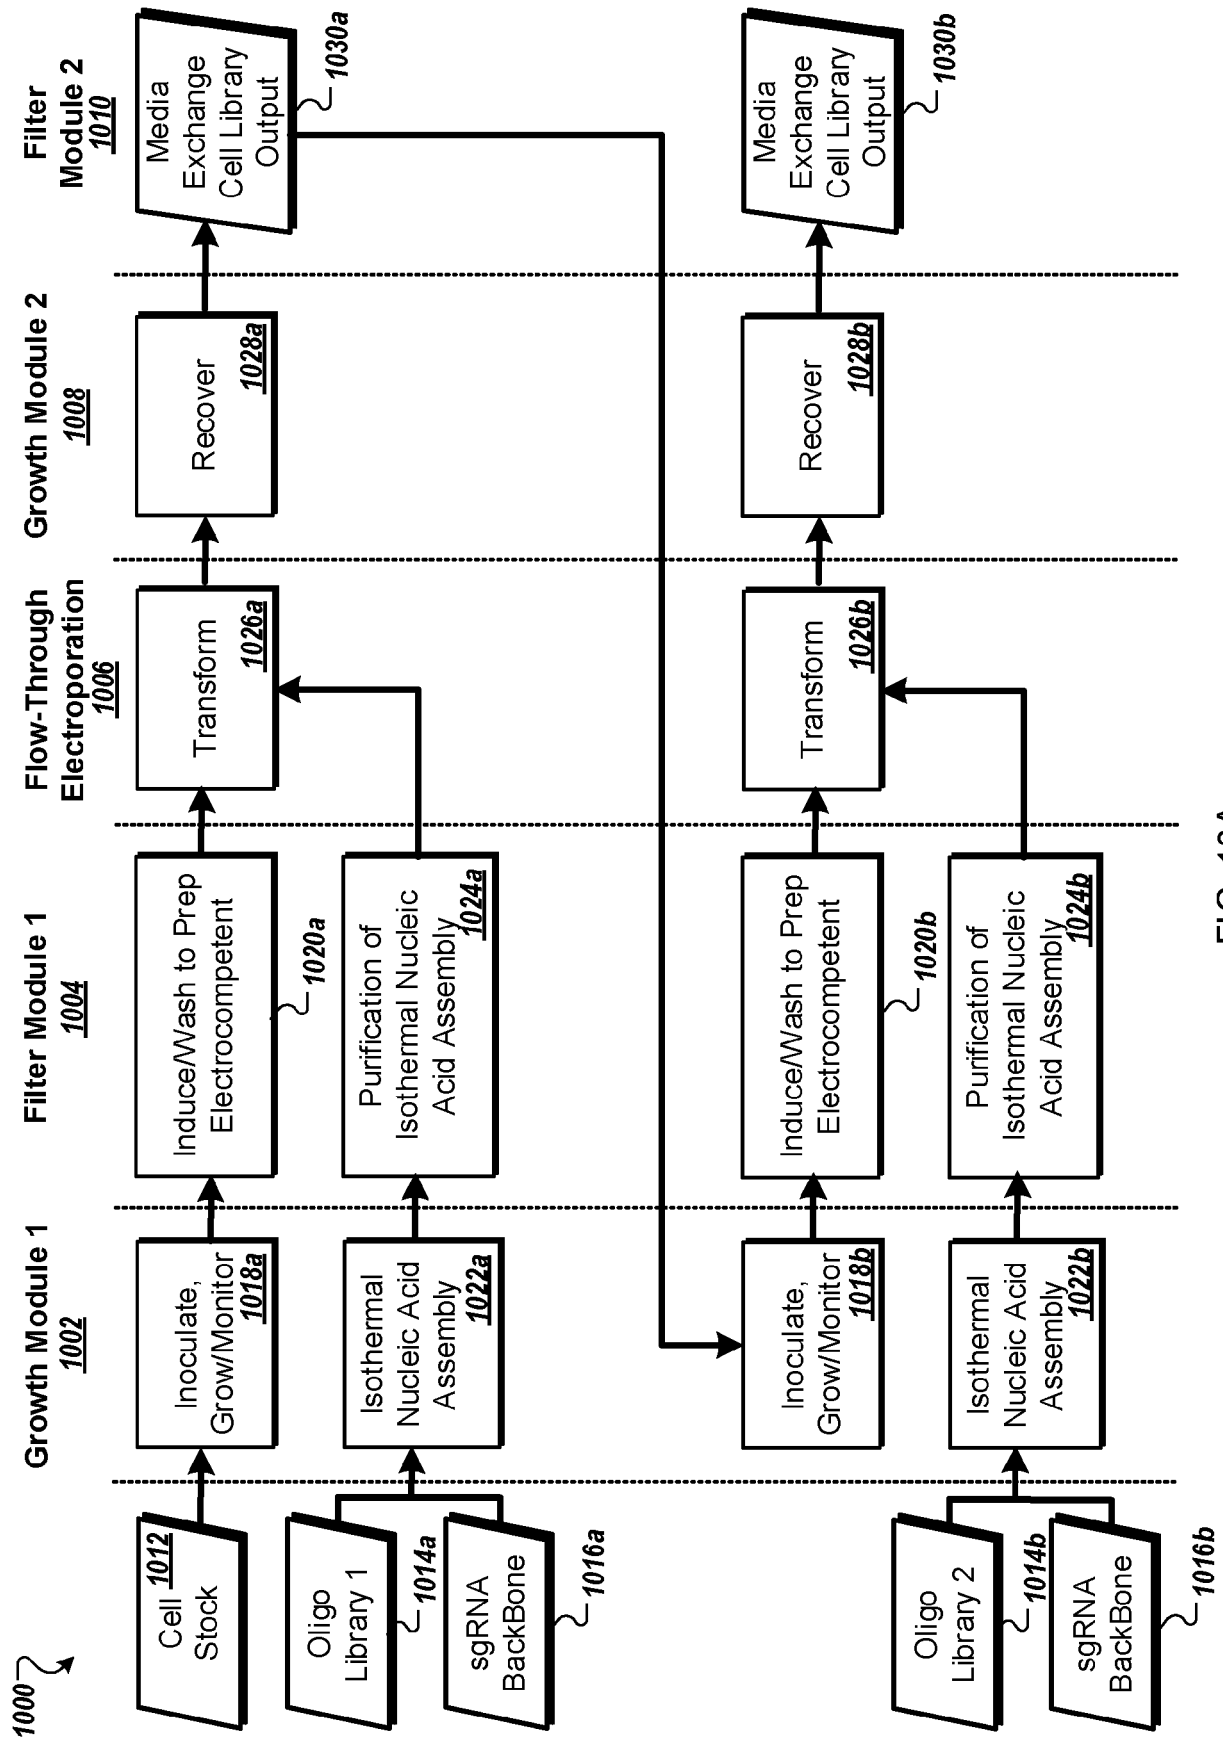 1000
Growth Module 1
1002
Filter Module 1
1004
Flow-Through
Electroporation
1006
Growth Module 2
1008
Filter
Module 2
1010
Cell
Stock
1012
Inoculate,
Grow/Monitor
1018a
Induce/Wash to Prep
Electrocompetent
1020a
Transform
1026a
Recover
1028a
Media
Exchange
Cell Library
Output
1030a
Oligo
Library 1
1014a
sgRNA
BackBone
1016a
Isothermal
Nucleic Acid
Assembly
1022a
Purification of
Isothermal Nucleic
Acid Assembly
1024a
Inoculate,
Grow/Monitor
1018b
Induce/Wash to Prep
Electrocompetent
1020b
Transform
1026b
Recover
1028b
Media
Exchange
Cell Library
Output
1030b
Oligo
Library 2
1014b
sgRNA
BackBone
1016b
Isothermal
Nucleic Acid
Assembly
1022b
Purification of
Isothermal Nucleic
Acid Assembly
1024b